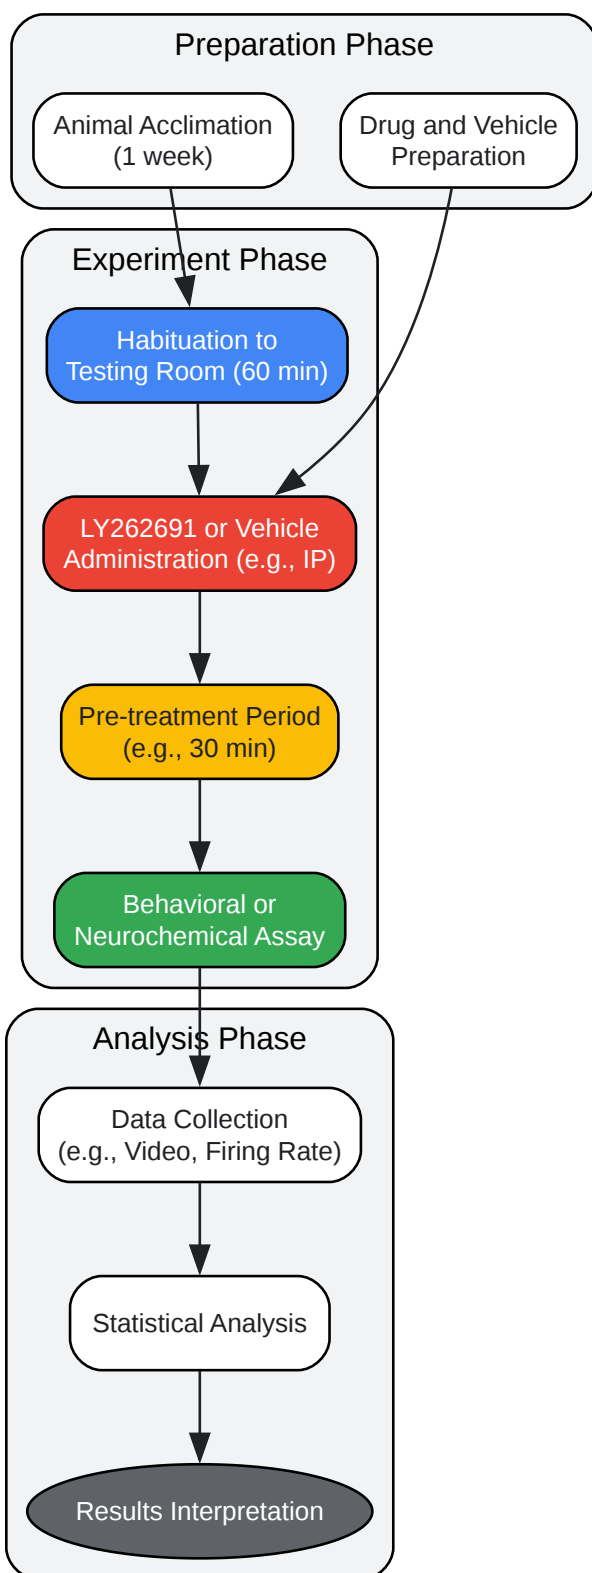 Preparation Phase
Animal Acclimation
(1 week)
Drug and Vehicle
Preparation
Experiment Phase
Habituation to
Testing Room (60 min)
LY262691 or Vehicle
Administration (e.g., IP)
Pre-treatment Period
(e.g., 30 min)
Behavioral or
Neurochemical Assay
Analysis Phase
Data Collection
(e.g., Video, Firing Rate)
Statistical Analysis
Results Interpretation